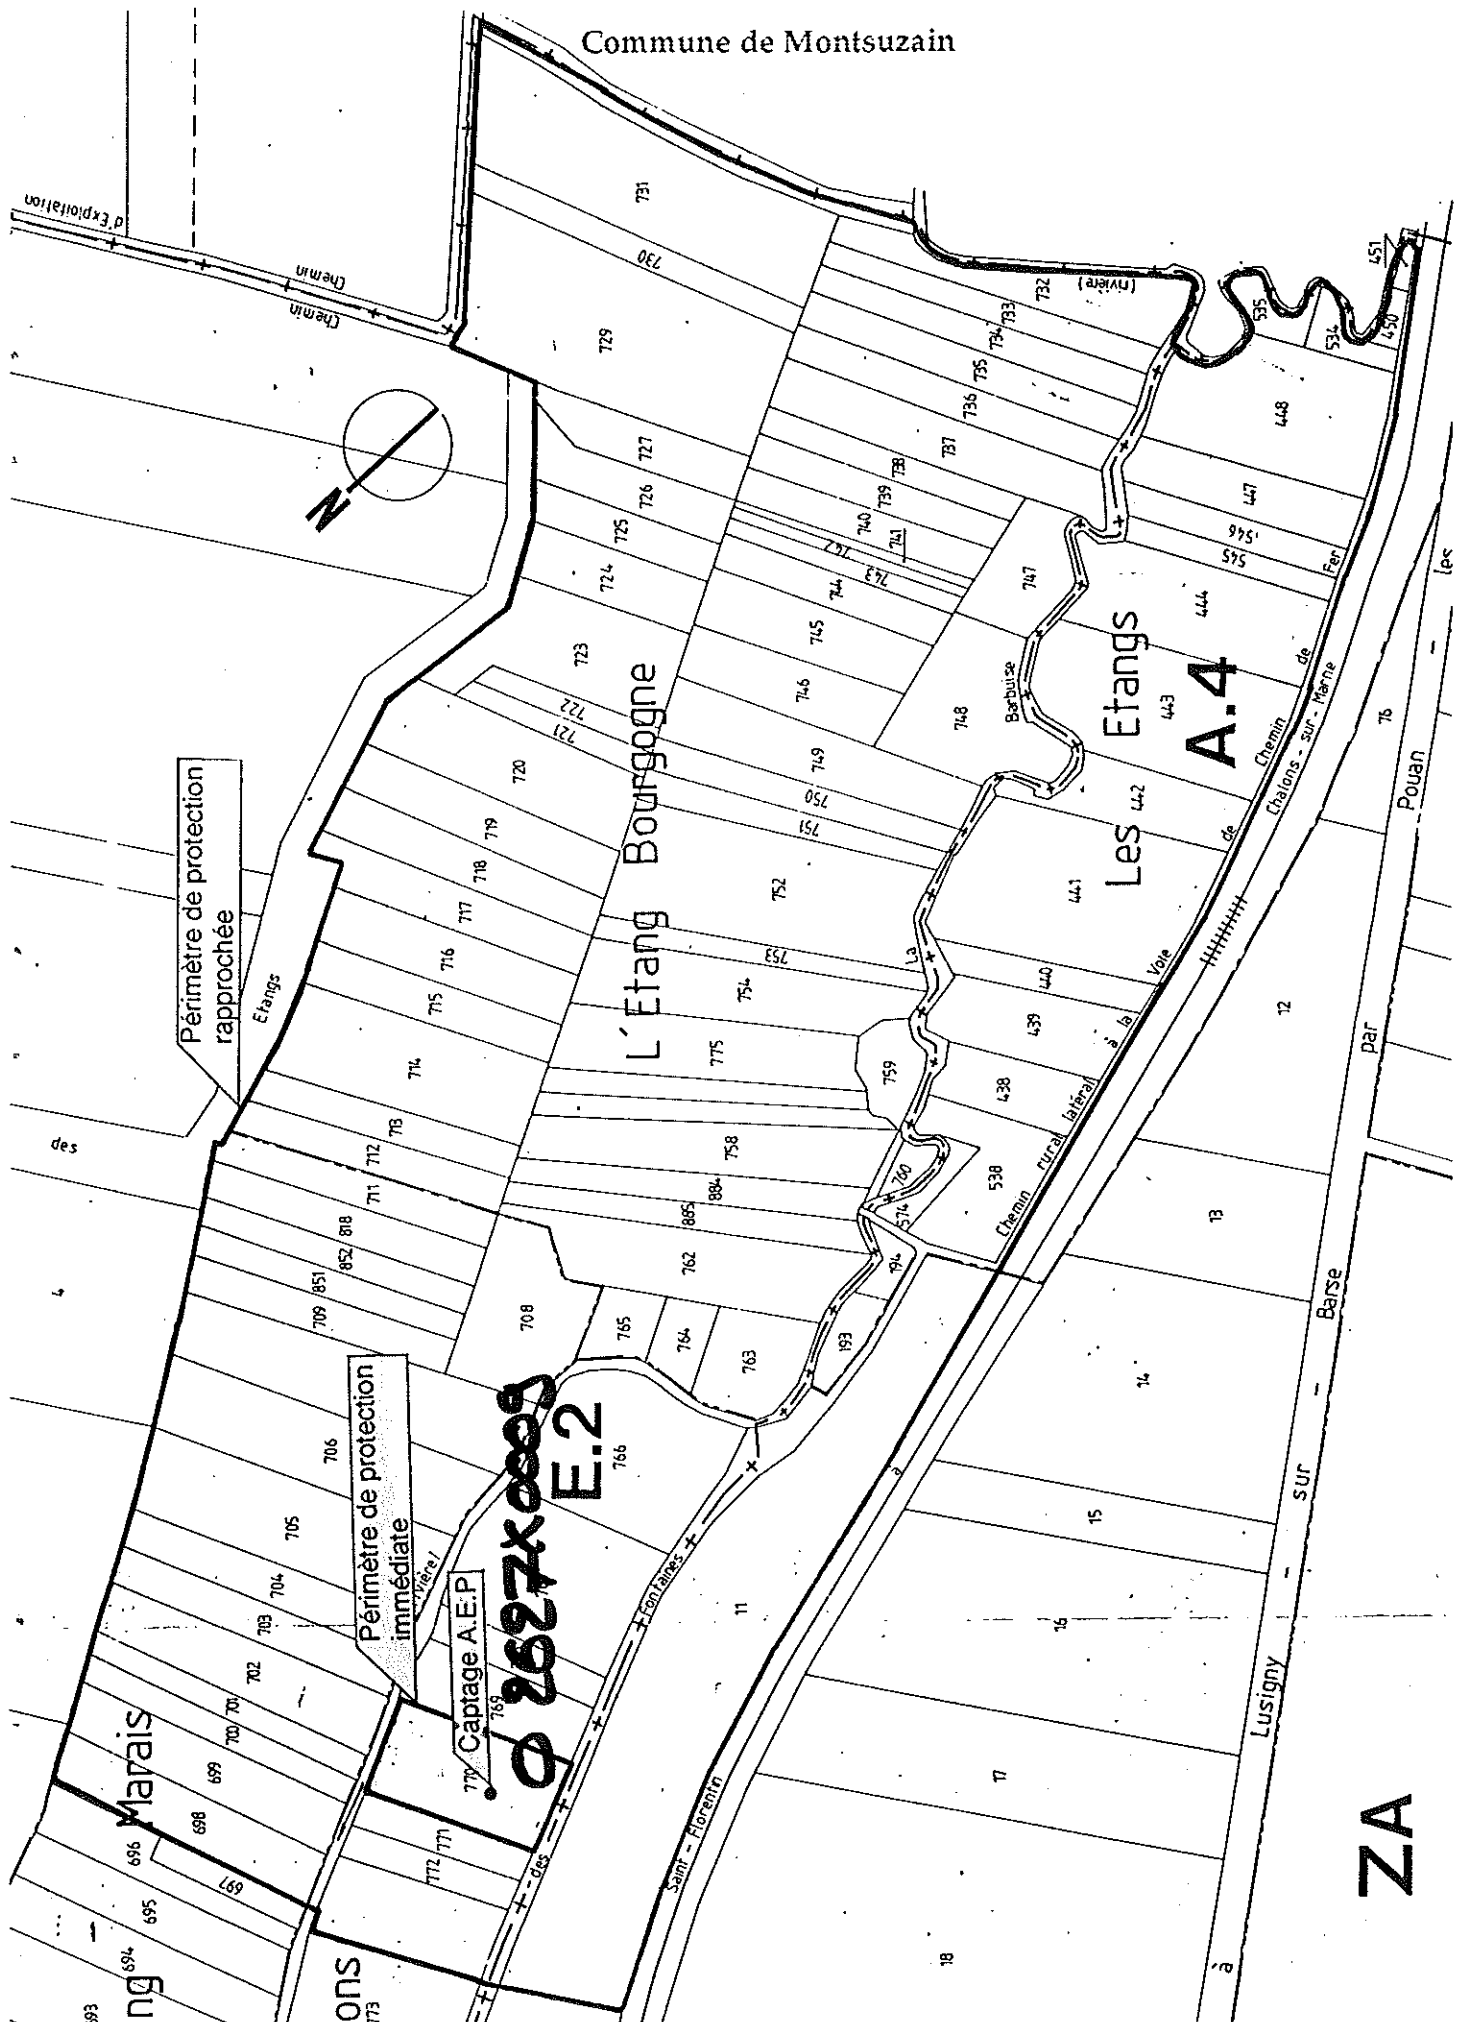 Commune de Montsuzain
d'Exploitation
Chemin
Chemin
N
731
730
729
732
(rivière)
733
734
735
736
737
738
739
740
741
742
743
744
745
746
747
748
727
726
725
724
723
722
721
720
719
718
717
716
715
714
713
712
711
818
852
851
709
708
706
705
704
703
702
701
700
699
698
697
696
695
694
693
451
450
535
534
448
447
546
545
444
443
442
441
440
439
438
538
574
749
750
751
752
753
754
775
759
758
884
885
760
762
765
764
763
194
193
766
769
770
771
772
773
L'Etang Bourgogne
Les Etangs
A.4
La
Barbuise
Périmètre de protection
rapprochée
Etangs
des
4
Périmètre de protection
immédiate
Captage A.E.P
E.2
Marais
ng
ons
des
Fontaines
Chemin rural latéral à la Voie de Chemin de Fer
Saint - Florentin
à
Chalons - sur - Marne
11
12
13
14
15
16
17
18
76
à
Lusigny
sur
Barse
par
Pouan
les
ZA